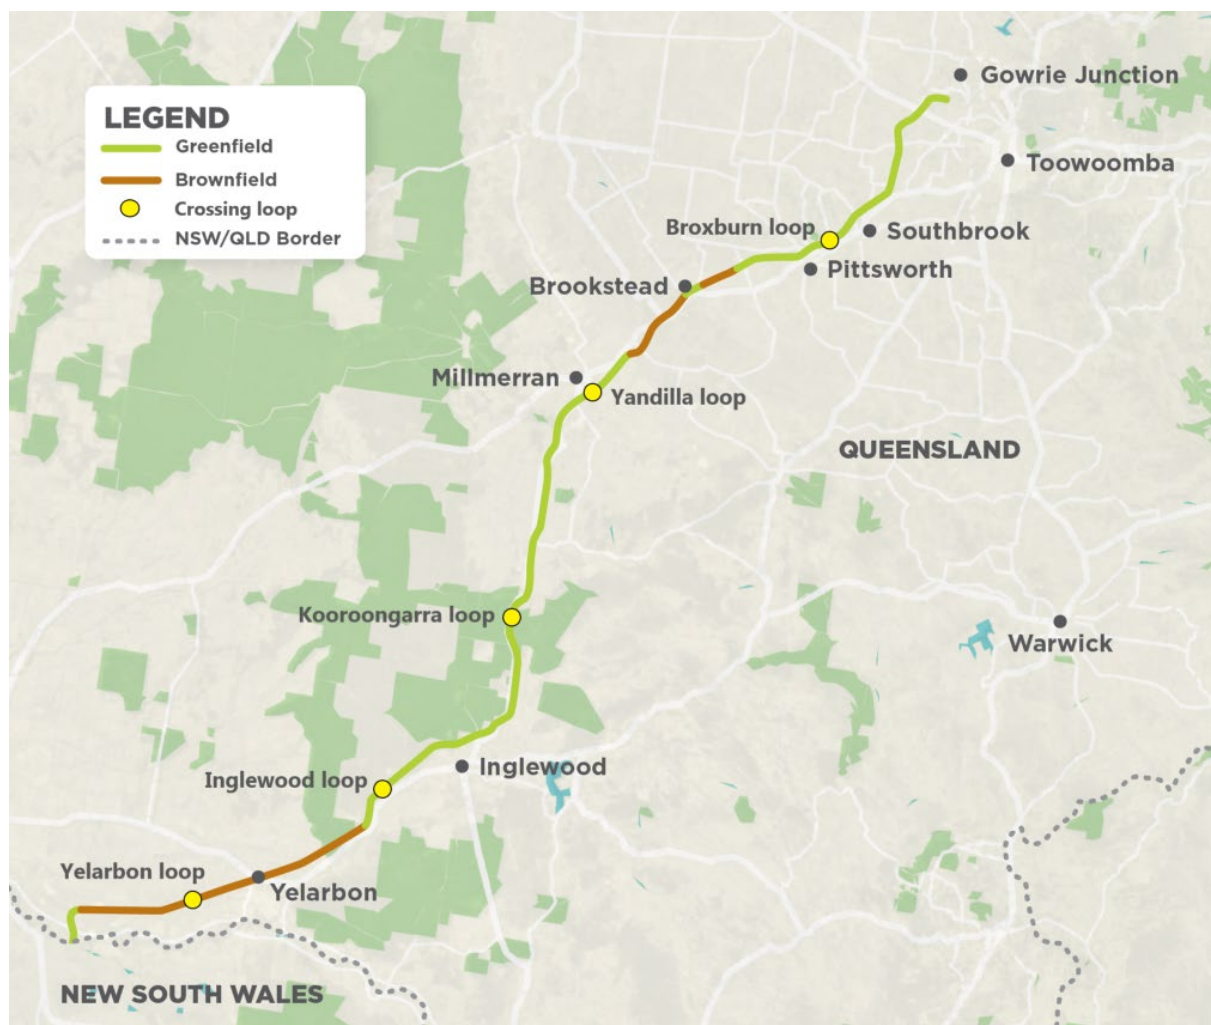 Gowrie Junction
LEGEND
Greenfield
Brownfield
Crossing loop
NSW/QLD Border
Toowoomba
Broxburn loop
Southbrook
Pittsworth
Brookstead
Millmerran
Yandilla loop
QUEENSLAND
Kooroongarra loop
Warwick
Inglewood
Inglewood loop
Yelarbon loop
Yelarbon
NEW SOUTH WALES